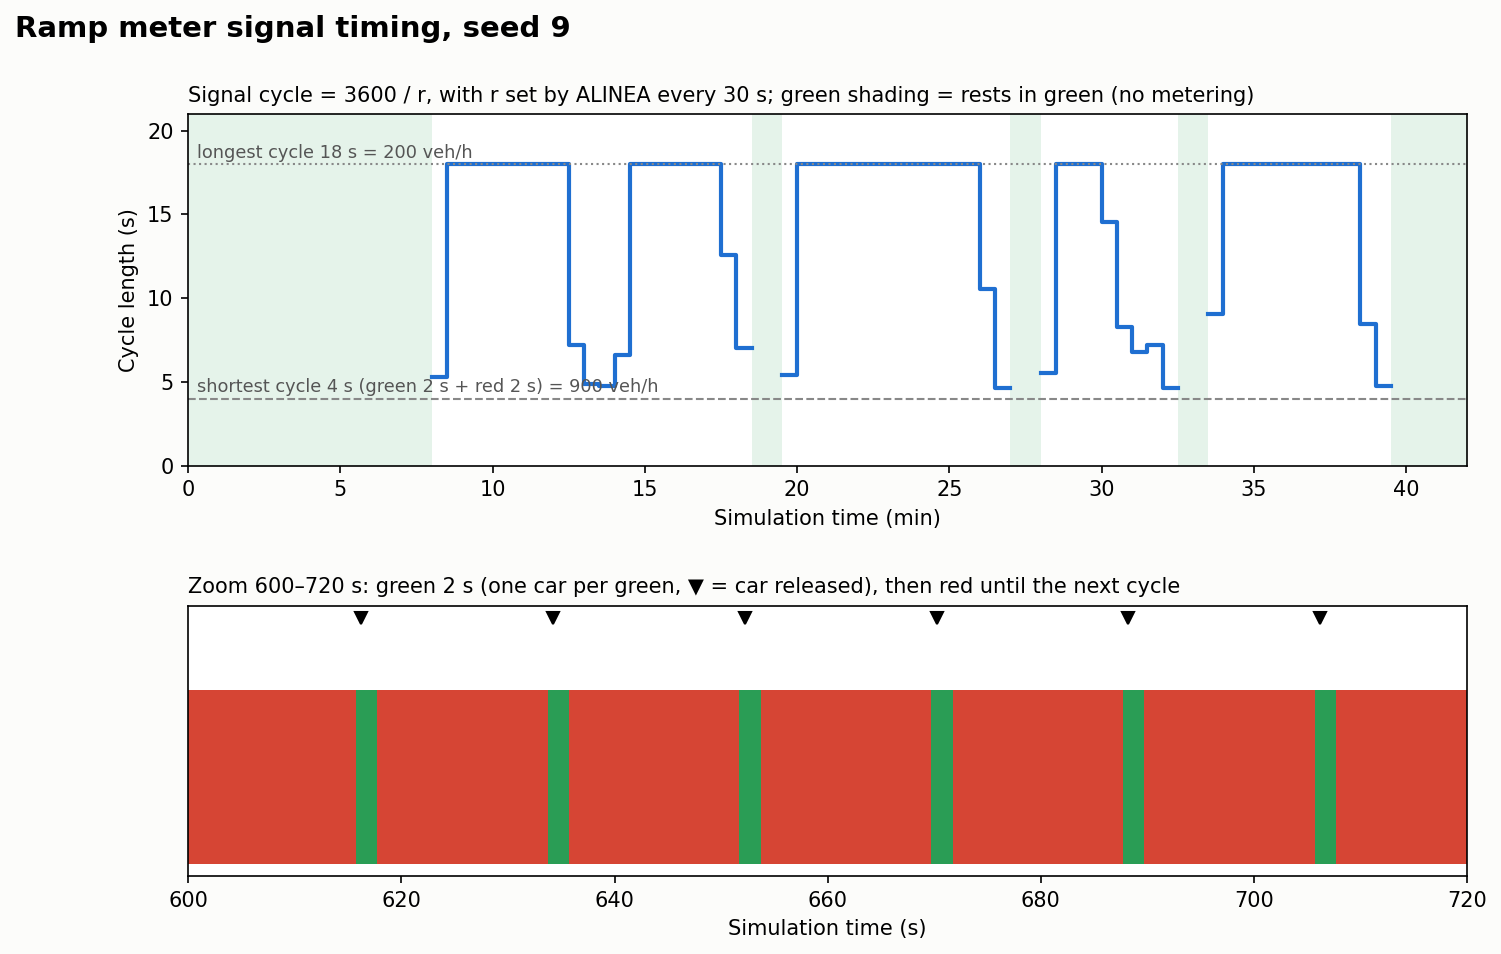 Ramp meter signal timing, seed 9
Signal cycle = 3600 / r, with r set by ALINEA every 30 s; green shading = rests in green (no metering)
20
longest cycle 18 s = 200 veh/h
15
Cycle length (s)
10
5
shortest cycle 4 s (green 2 s + red 2 s) = 900 veh/h
0
0 5 10 15 20 25 30 35 40
Simulation time (min)
Zoom 600–720 s: green 2 s (one car per green, ▼ = car released), then red until the next cycle
600 620 640 660 680 700 720
Simulation time (s)